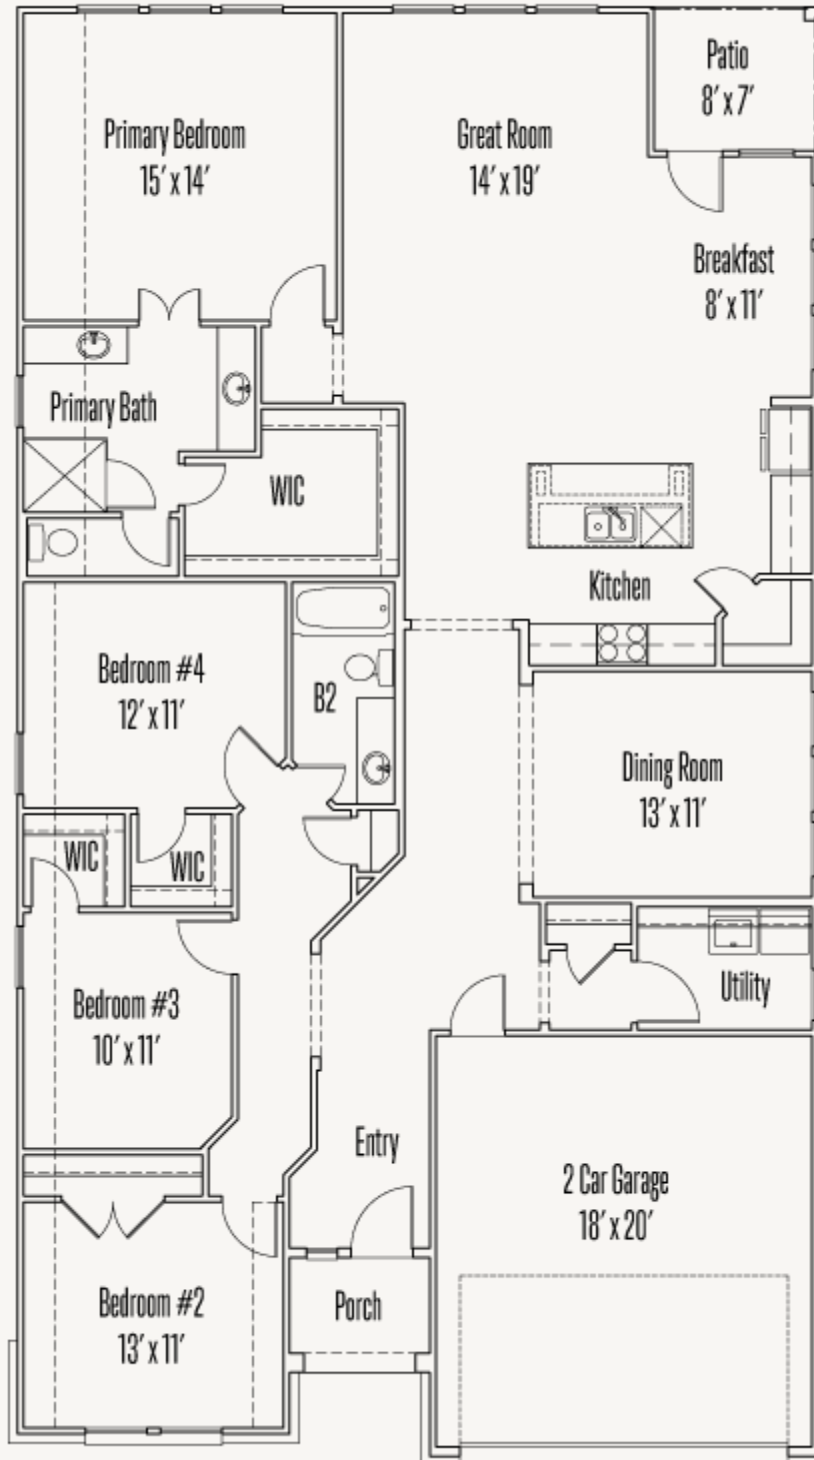 Patio
8' x 7'
Primary Bedroom
15' x 14'
Great Room
14' x 19'
Breakfast
8' x 11'
Primary Bath
WIC
Kitchen
Bedroom #4
12' x 11'
B2
Dining Room
13' x 11'
WIC
WIC
Bedroom #3
10' x 11'
Utility
Entry
2 Car Garage
18' x 20'
Bedroom #2
13' x 11'
Porch